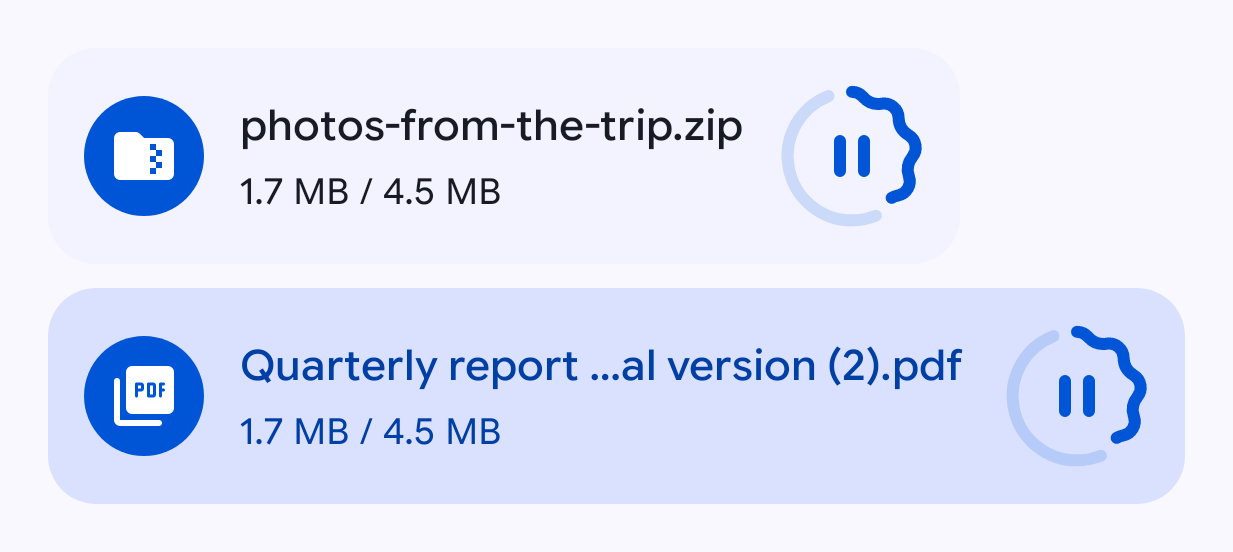 photos-from-the-trip.zip
1.7 MB / 4.5 MB
PDF
Quarterly report ...al version (2).pdf
1.7 MB / 4.5 MB